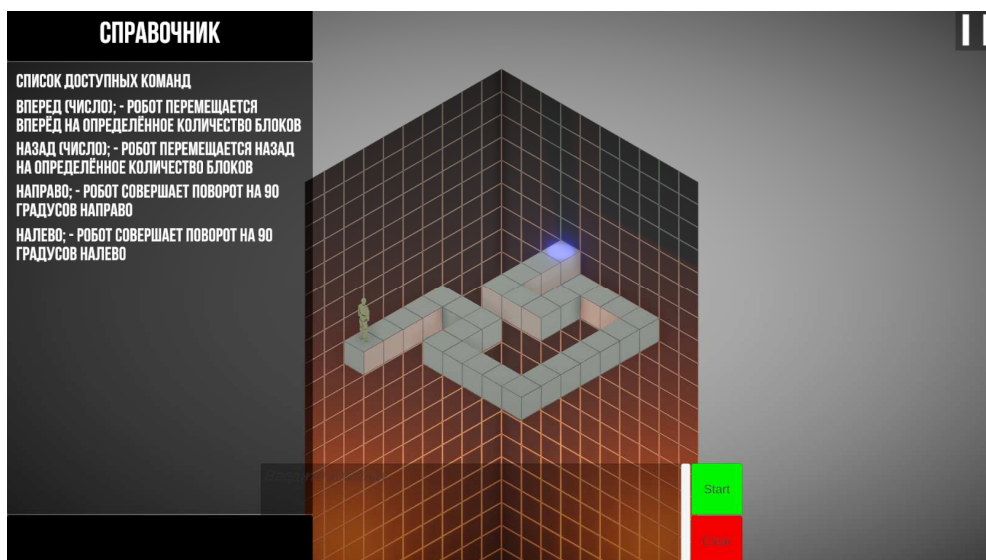 СПРАВОЧНИК
СПИСОК ДОСТУПНЫХ КОМАНД
ВПЕРЕД (ЧИСЛО); - РОБОТ ПЕРЕМЕЩАЕТСЯ
ВПЕРЁД НА ОПРЕДЕЛЁННОЕ КОЛИЧЕСТВО БЛОКОВ
НАЗАД (ЧИСЛО); - РОБОТ ПЕРЕМЕЩАЕТСЯ НАЗАД
НА ОПРЕДЕЛЁННОЕ КОЛИЧЕСТВО БЛОКОВ
НАПРАВО; - РОБОТ СОВЕРШАЕТ ПОВОРОТ НА 90
ГРАДУСОВ НАПРАВО
НАЛЕВО; - РОБОТ СОВЕРШАЕТ ПОВОРОТ НА 90
ГРАДУСОВ НАЛЕВО
Start